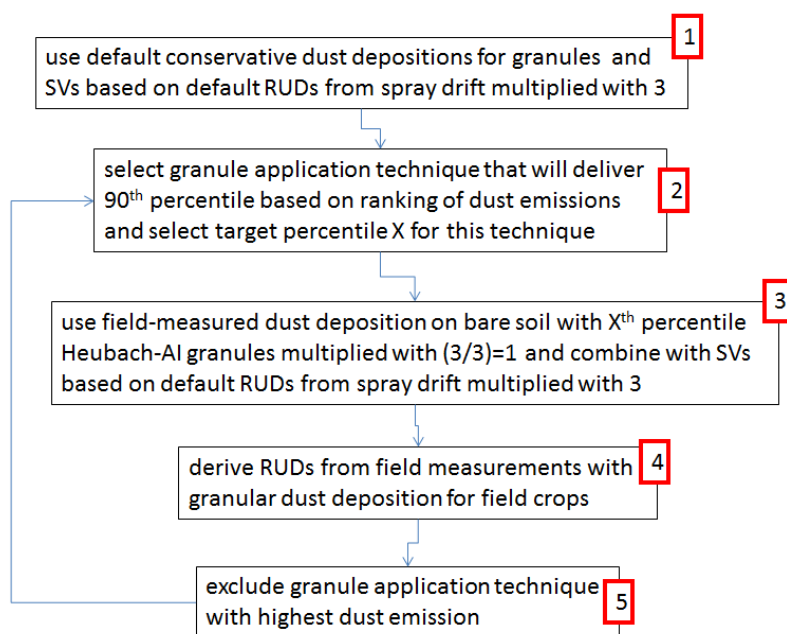 1
use default conservative dust depositions for granules and
SVs based on default RUDs from spray drift multiplied with 3
select granule application technique that will deliver
90th percentile based on ranking of dust emissions
and select target percentile X for this technique
2
3
use field-measured dust deposition on bare soil with Xth percentile
Heubach-AI granules multiplied with (3/3)=1 and combine with SVs
based on default RUDs from spray drift multiplied with 3
derive RUDs from field measurements with
granular dust deposition for field crops
4
exclude granule application technique
with highest dust emission
5